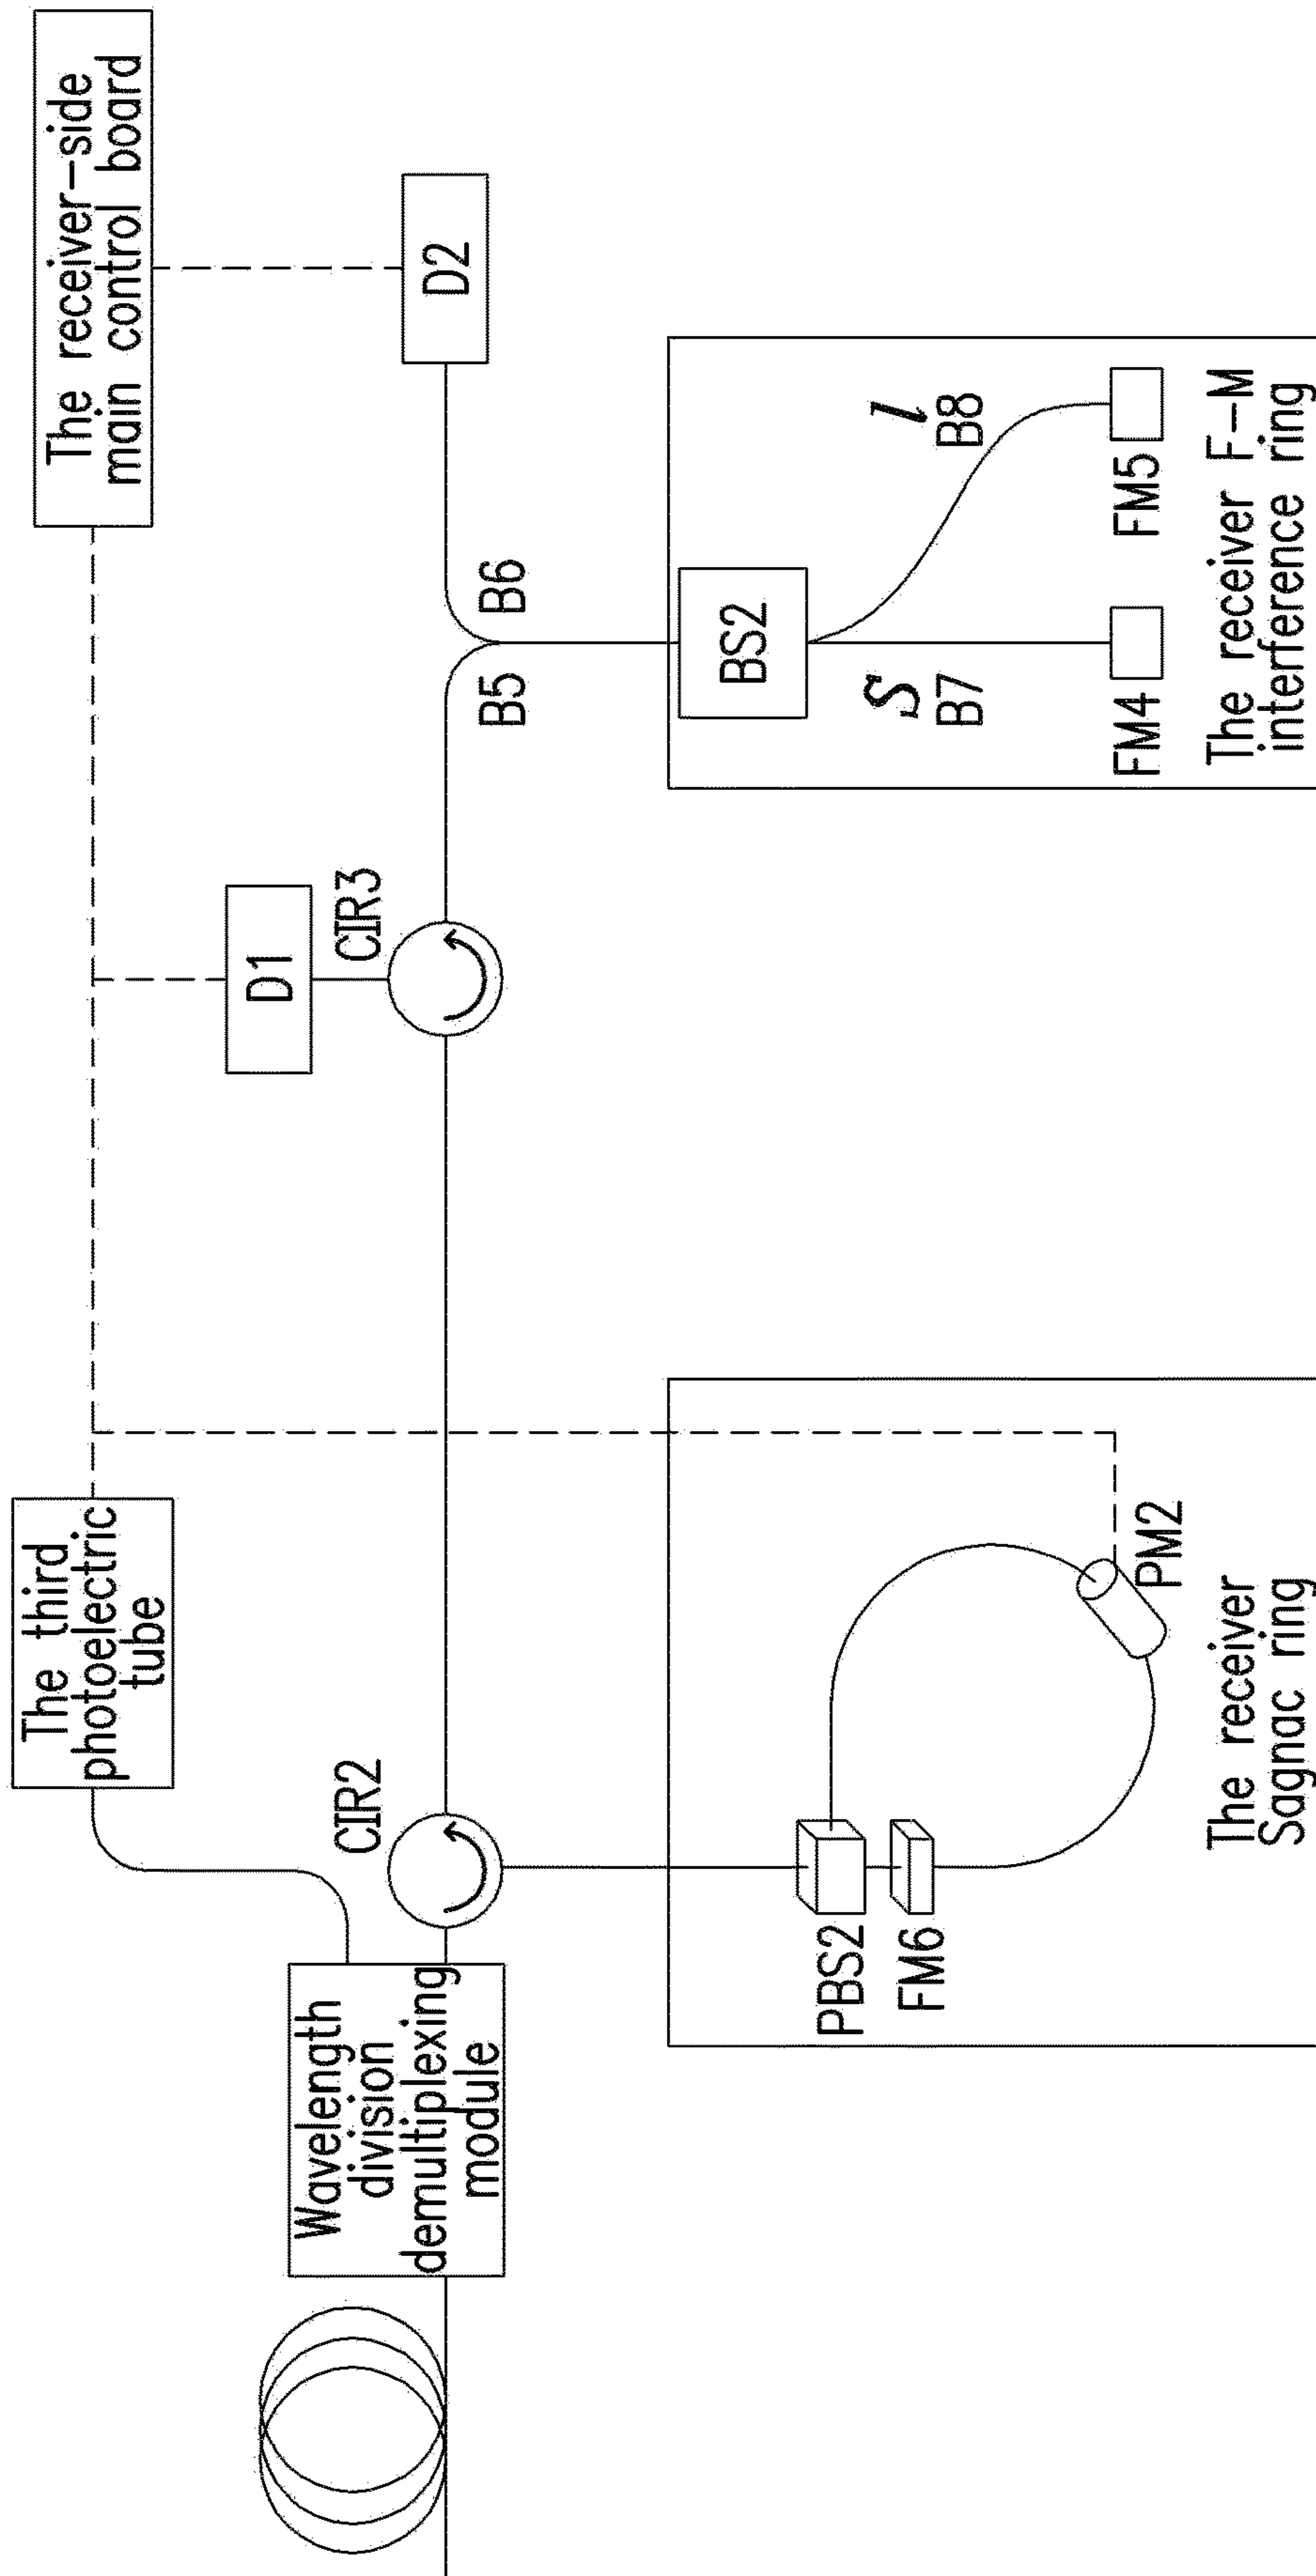 The third
photoelectric
tube
The receiver-side
main control board
Wavelength
division
demultiplexing
module
CIR2
D1
CIR3
D2
B5
B6
PBS2
FM6
PM2
The receiver
Sagnac ring
BS2
S
B7
l
B8
FM4
FM5
The receiver F-M
interference ring